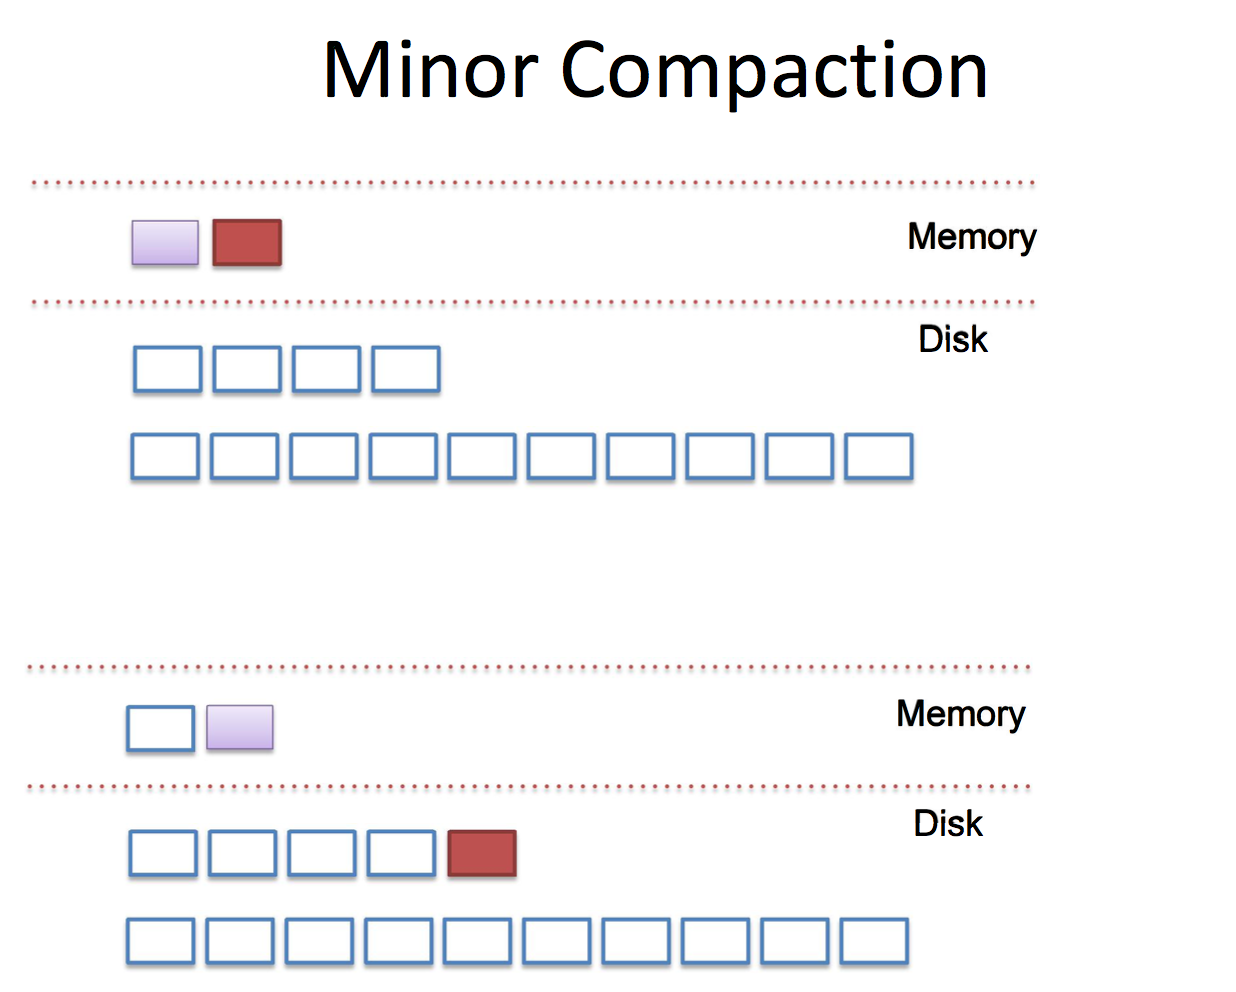 Minor Compaction
Memory
Disk
Memory
Disk